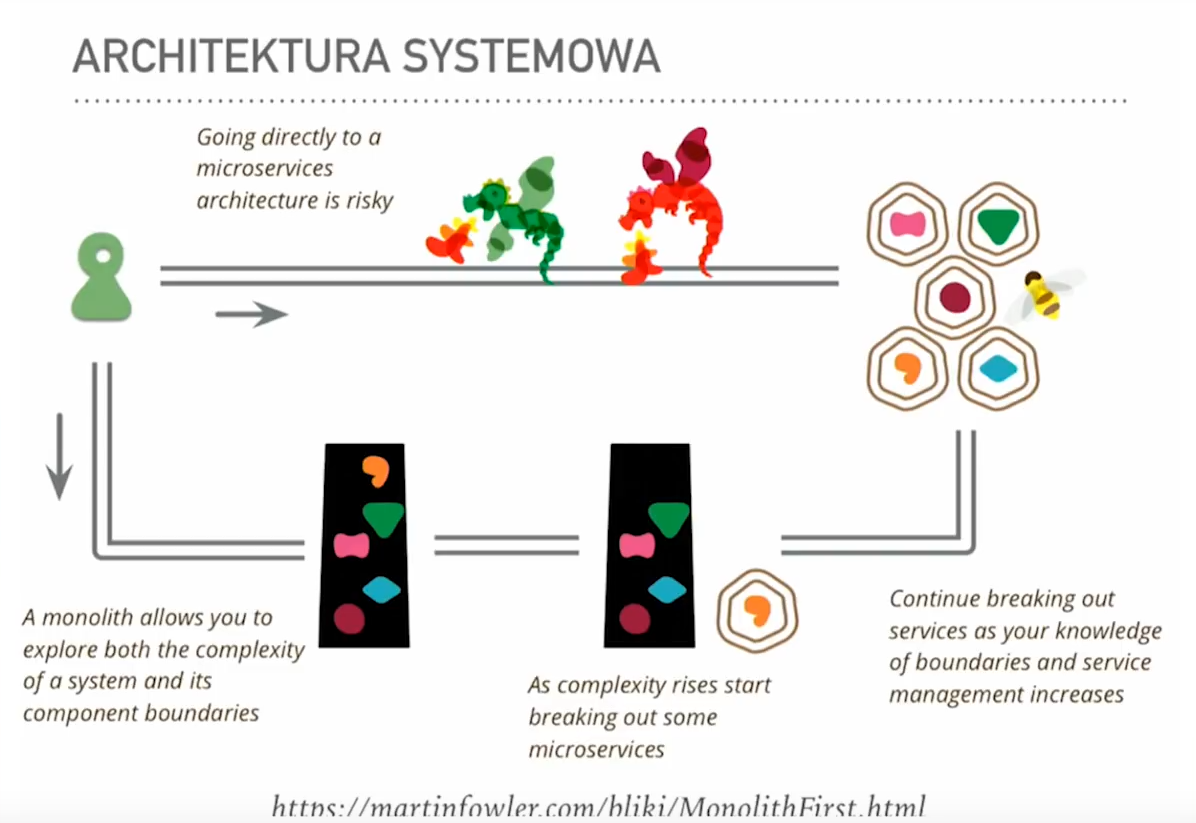 ARCHITEKTURA SYSTEMOWA
Going directly to a
microservices
architecture is risky
A monolith allows you to
explore both the complexity
of a system and its
component boundaries
As complexity rises start
breaking out some
microservices
Continue breaking out
services as your knowledge
of boundaries and service
management increases
https://martinfowler.com/bliki/MonolithFirst.html